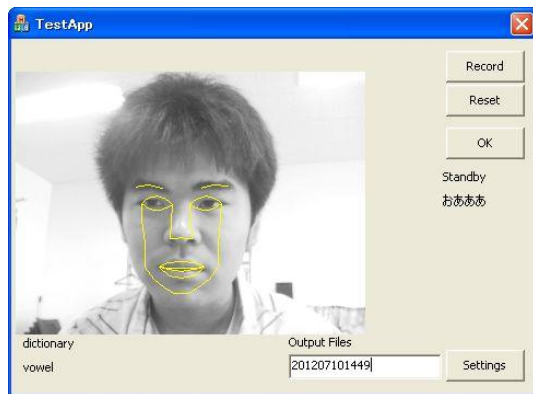 TestApp
Record
Reset
OK
Standby
おあああ
dictionary
vowel
Output Files
201207101449
Settings